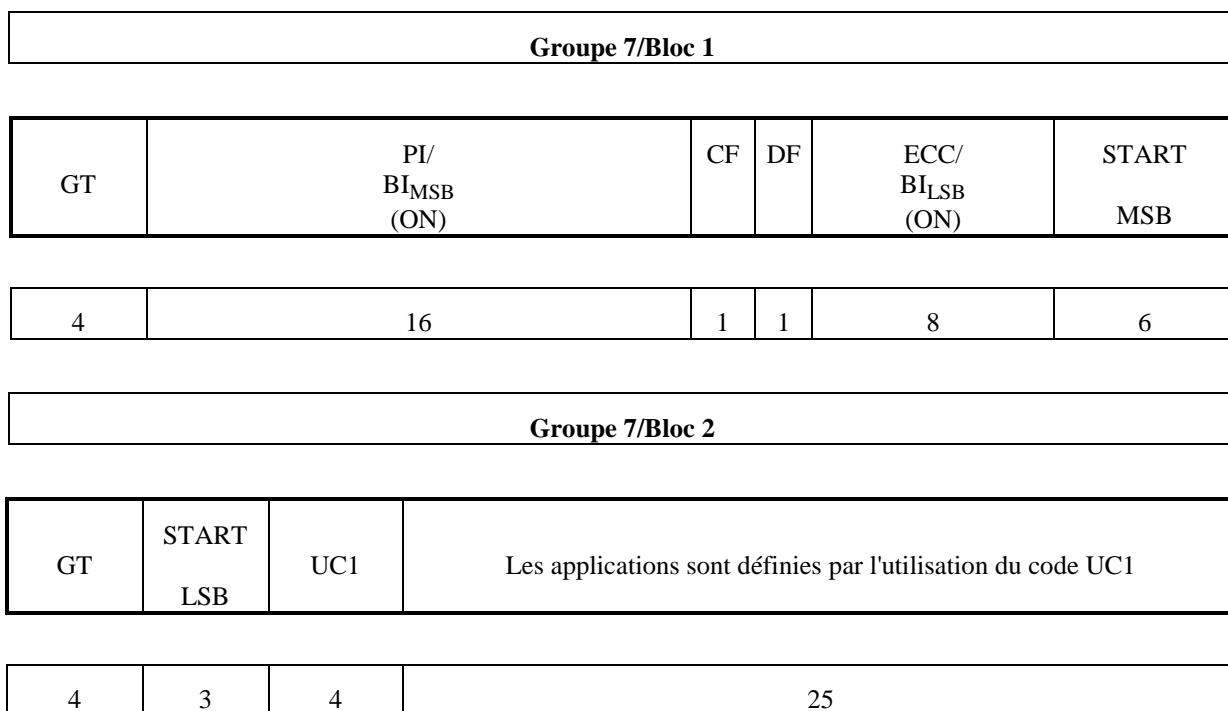 Groupe 7/Bloc 1
GT
PI/
BIMSB
(ON)
CF
DF
ECC/
BILSB
(ON)
START
MSB
4
16
1
1
8
6
Groupe 7/Bloc 2
GT
START
LSB
UC1
Les applications sont définies par l'utilisation du code UC1
4
3
4
25